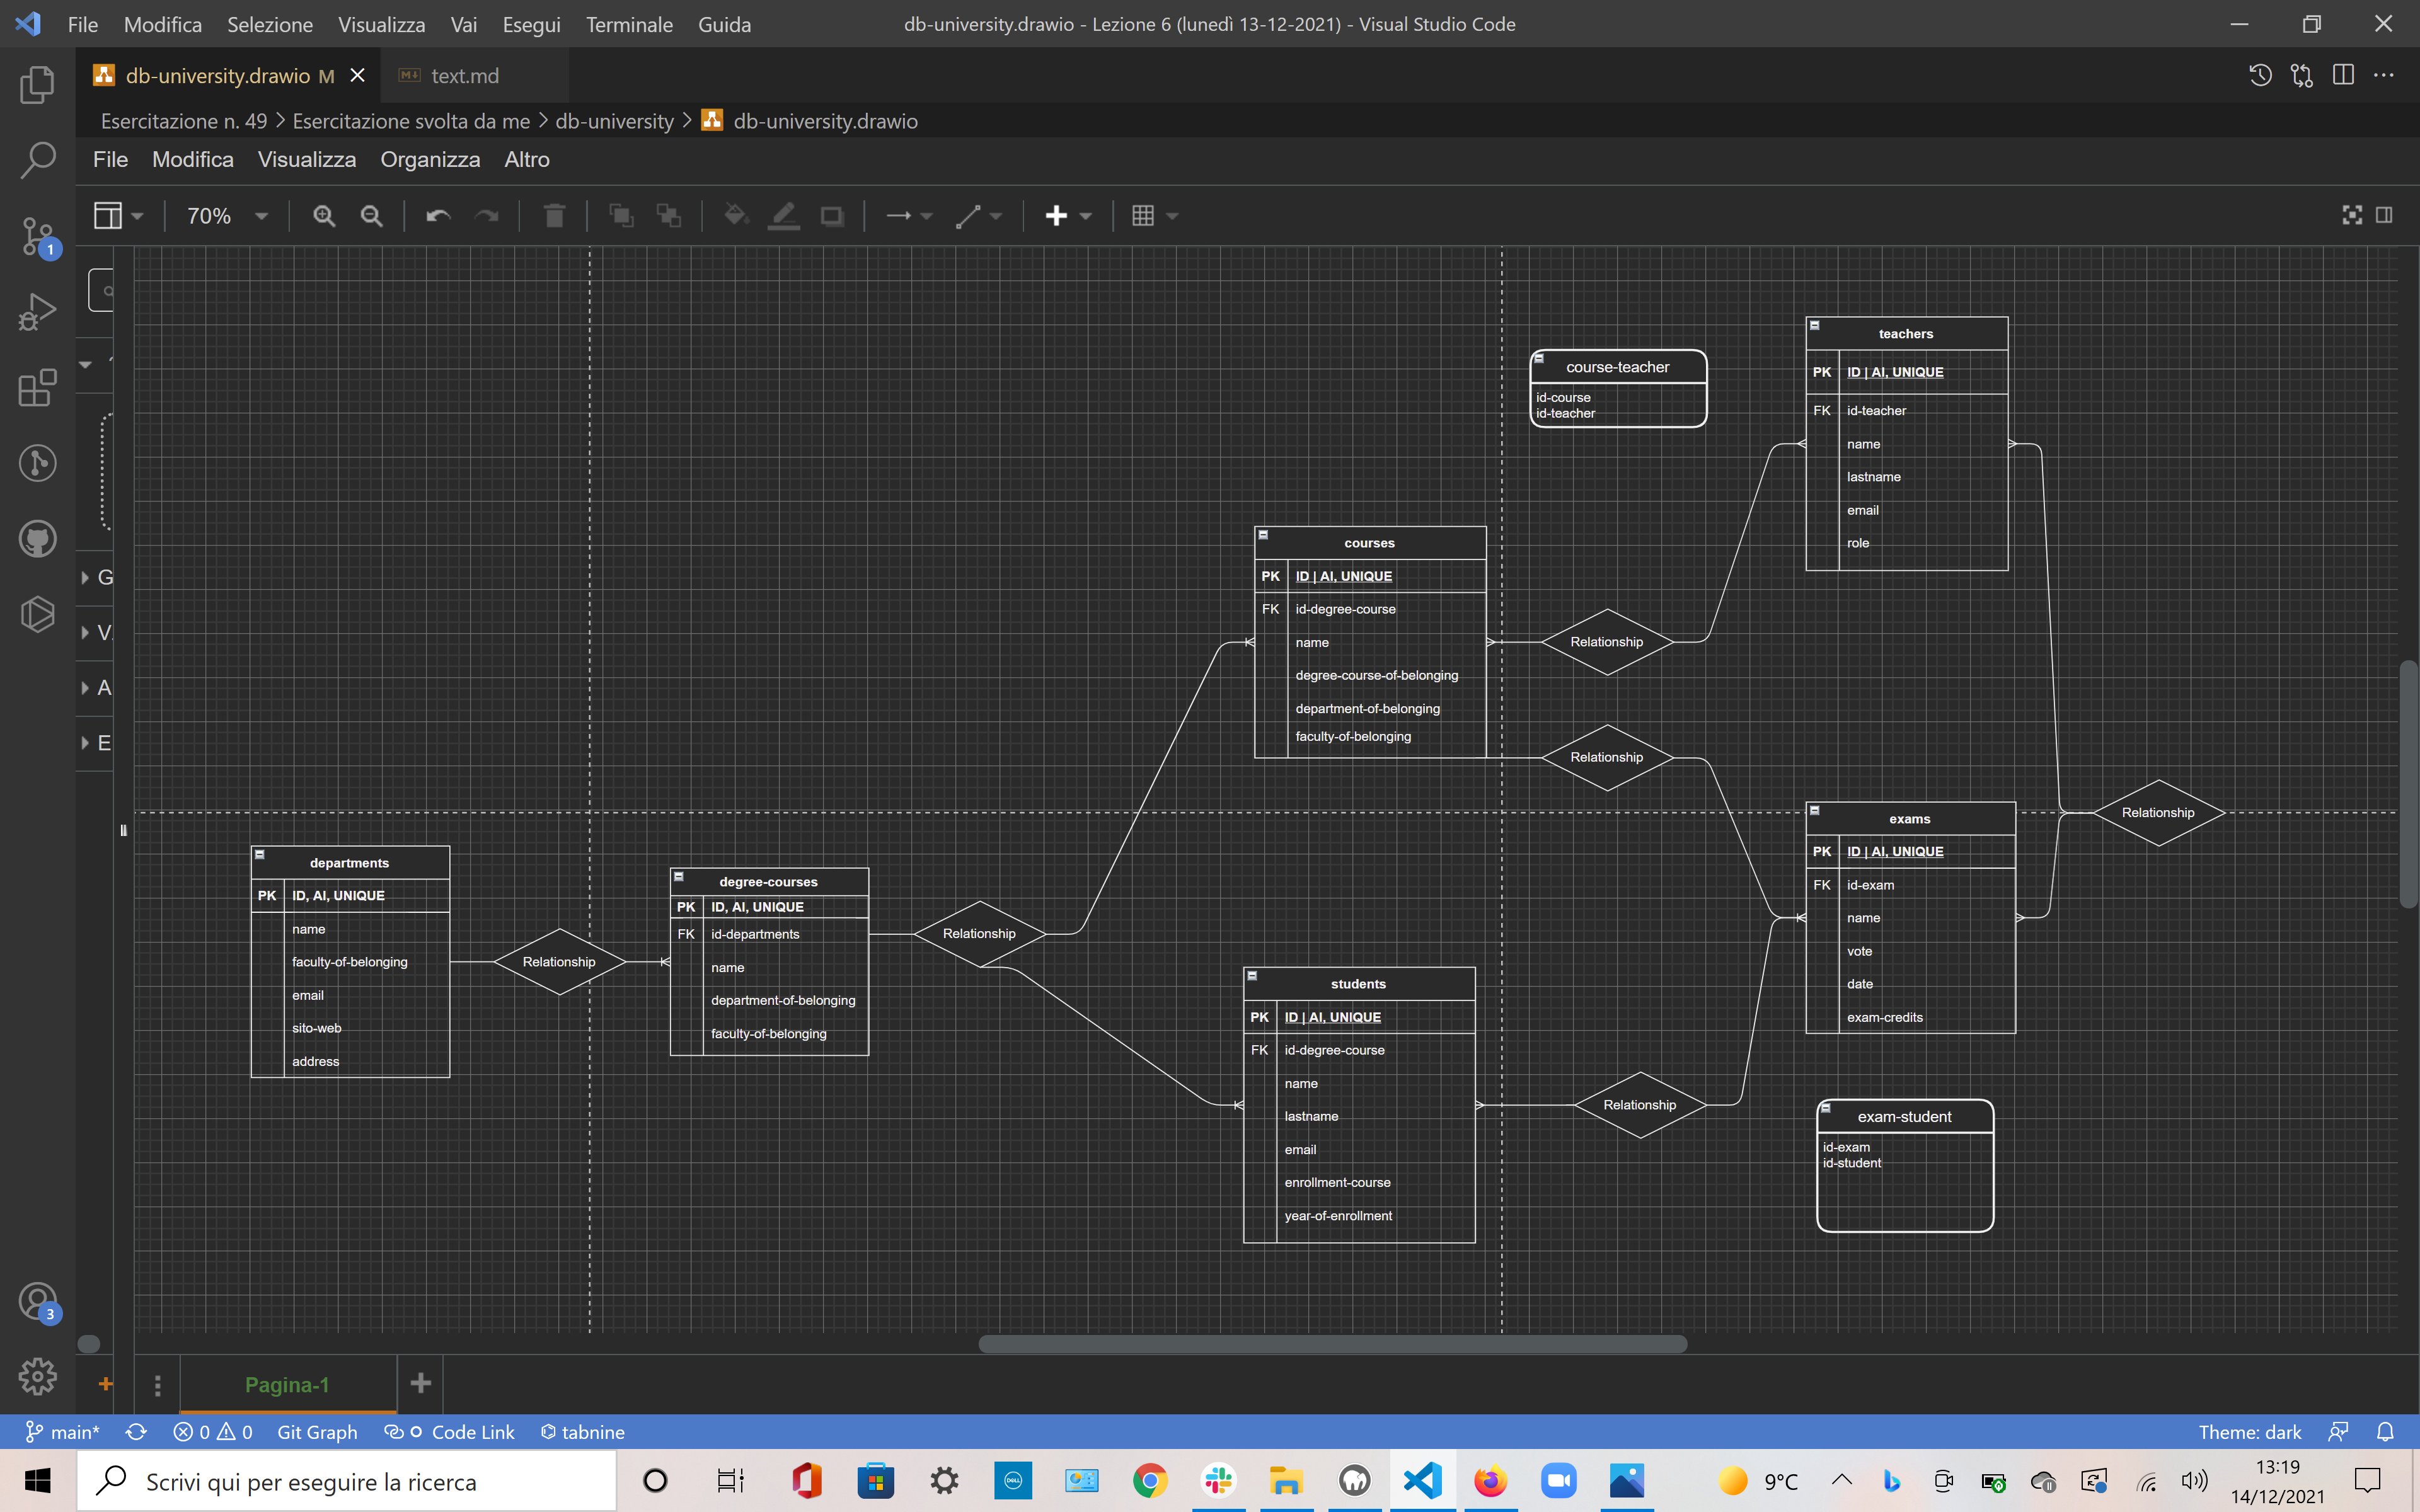 File Modifica Selezione Visualizza Vai Esegui Terminale Guida
db-university.drawio - Lezione 6 (lunedì 13-12-2021) - Visual Studio Code
db-university.drawio M
text.md
Esercitazione n. 49 > Esercitazione svolta da me > db-university > db-university.drawio
File Modifica Visualizza Organizza Altro
70%
1
G
V
A
E
course-teacher
id-course
id-teacher
teachers
PK ID | AI, UNIQUE
FK id-teacher
name
lastname
email
role
courses
PK ID | AI, UNIQUE
FK id-degree-course
name
degree-course-of-belonging
department-of-belonging
faculty-of-belonging
Relationship
Relationship
Relationship
exams
PK ID | AI, UNIQUE
FK id-exam
name
vote
date
exam-credits
departments
PK ID, AI, UNIQUE
name
faculty-of-belonging
email
sito-web
address
Relationship
degree-courses
PK ID, AI, UNIQUE
FK id-departments
name
department-of-belonging
faculty-of-belonging
Relationship
students
PK ID | AI, UNIQUE
FK id-degree-course
name
lastname
email
enrollment-course
year-of-enrollment
Relationship
exam-student
id-exam
id-student
3
Pagina-1
main* 0 0 Git Graph Code Link tabnine
Theme: dark
Scrivi qui per eseguire la ricerca
DELL
9°C
13:19
14/12/2021